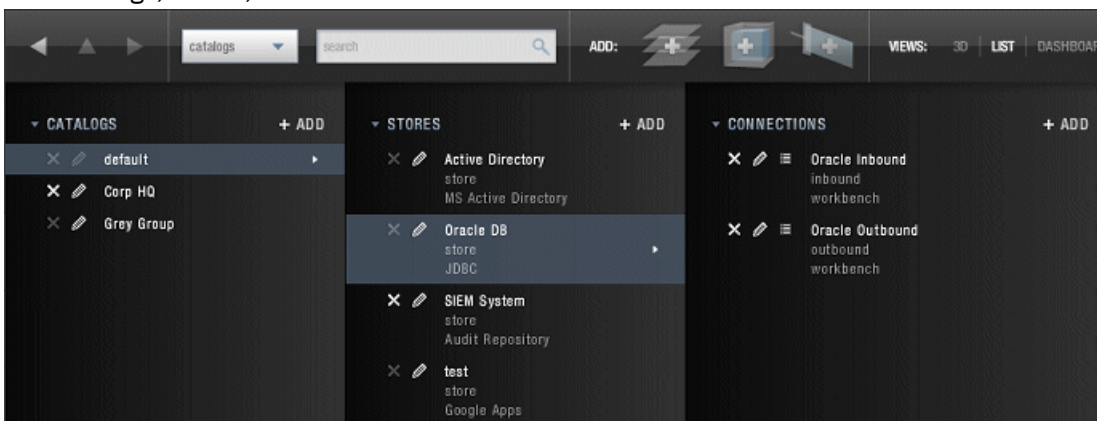 catalogs
search
ADD:
VIEWS:
3D
LIST
DASHBOAR
CATALOGS
+ ADD
default
Corp HQ
Grey Group
STORES
+ ADD
Active Directory
store
MS Active Directory
Oracle DB
store
JDBC
SIEM System
store
Audit Repository
test
store
Google Apps
CONNECTIONS
+ ADD
Oracle Inbound
inbound
workbench
Oracle Outbound
outbound
workbench